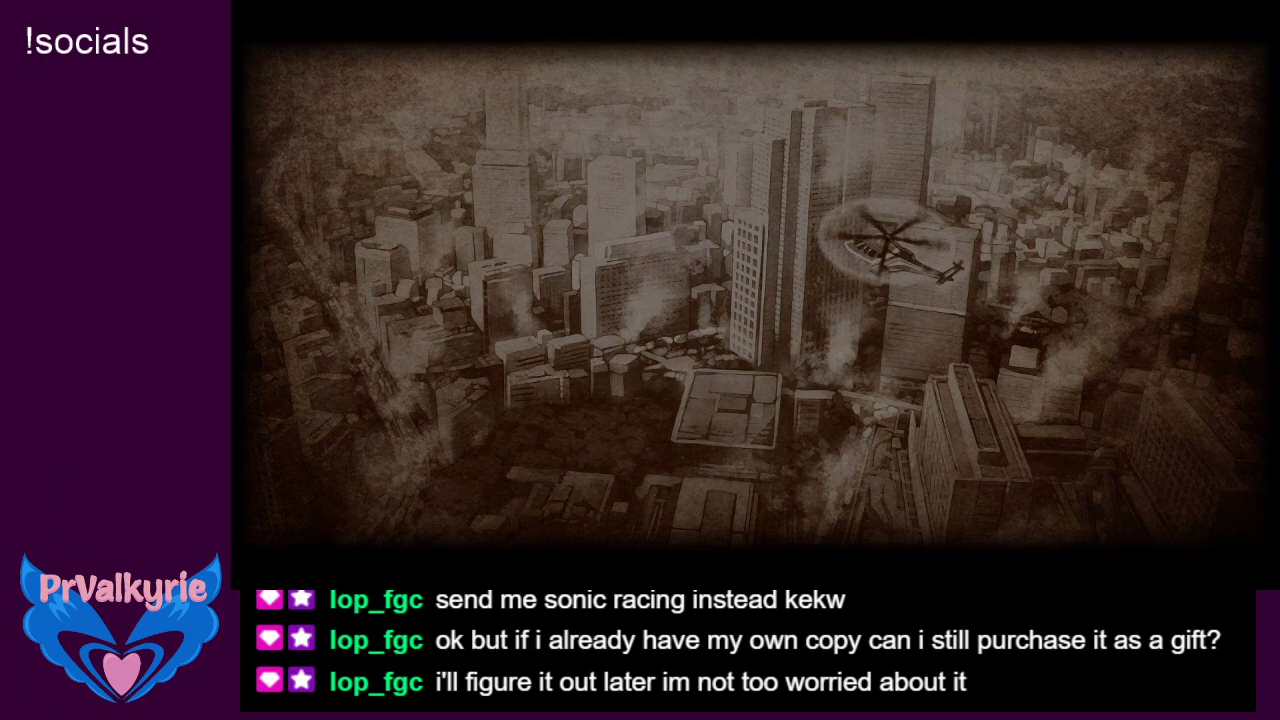 !socials
PrValkyrie
lop_fgc send me sonic racing instead kekw
lop_fgc ok but if i already have my own copy can i still purchase it as a gift?
lop_fgc i'll figure it out later im not too worried about it